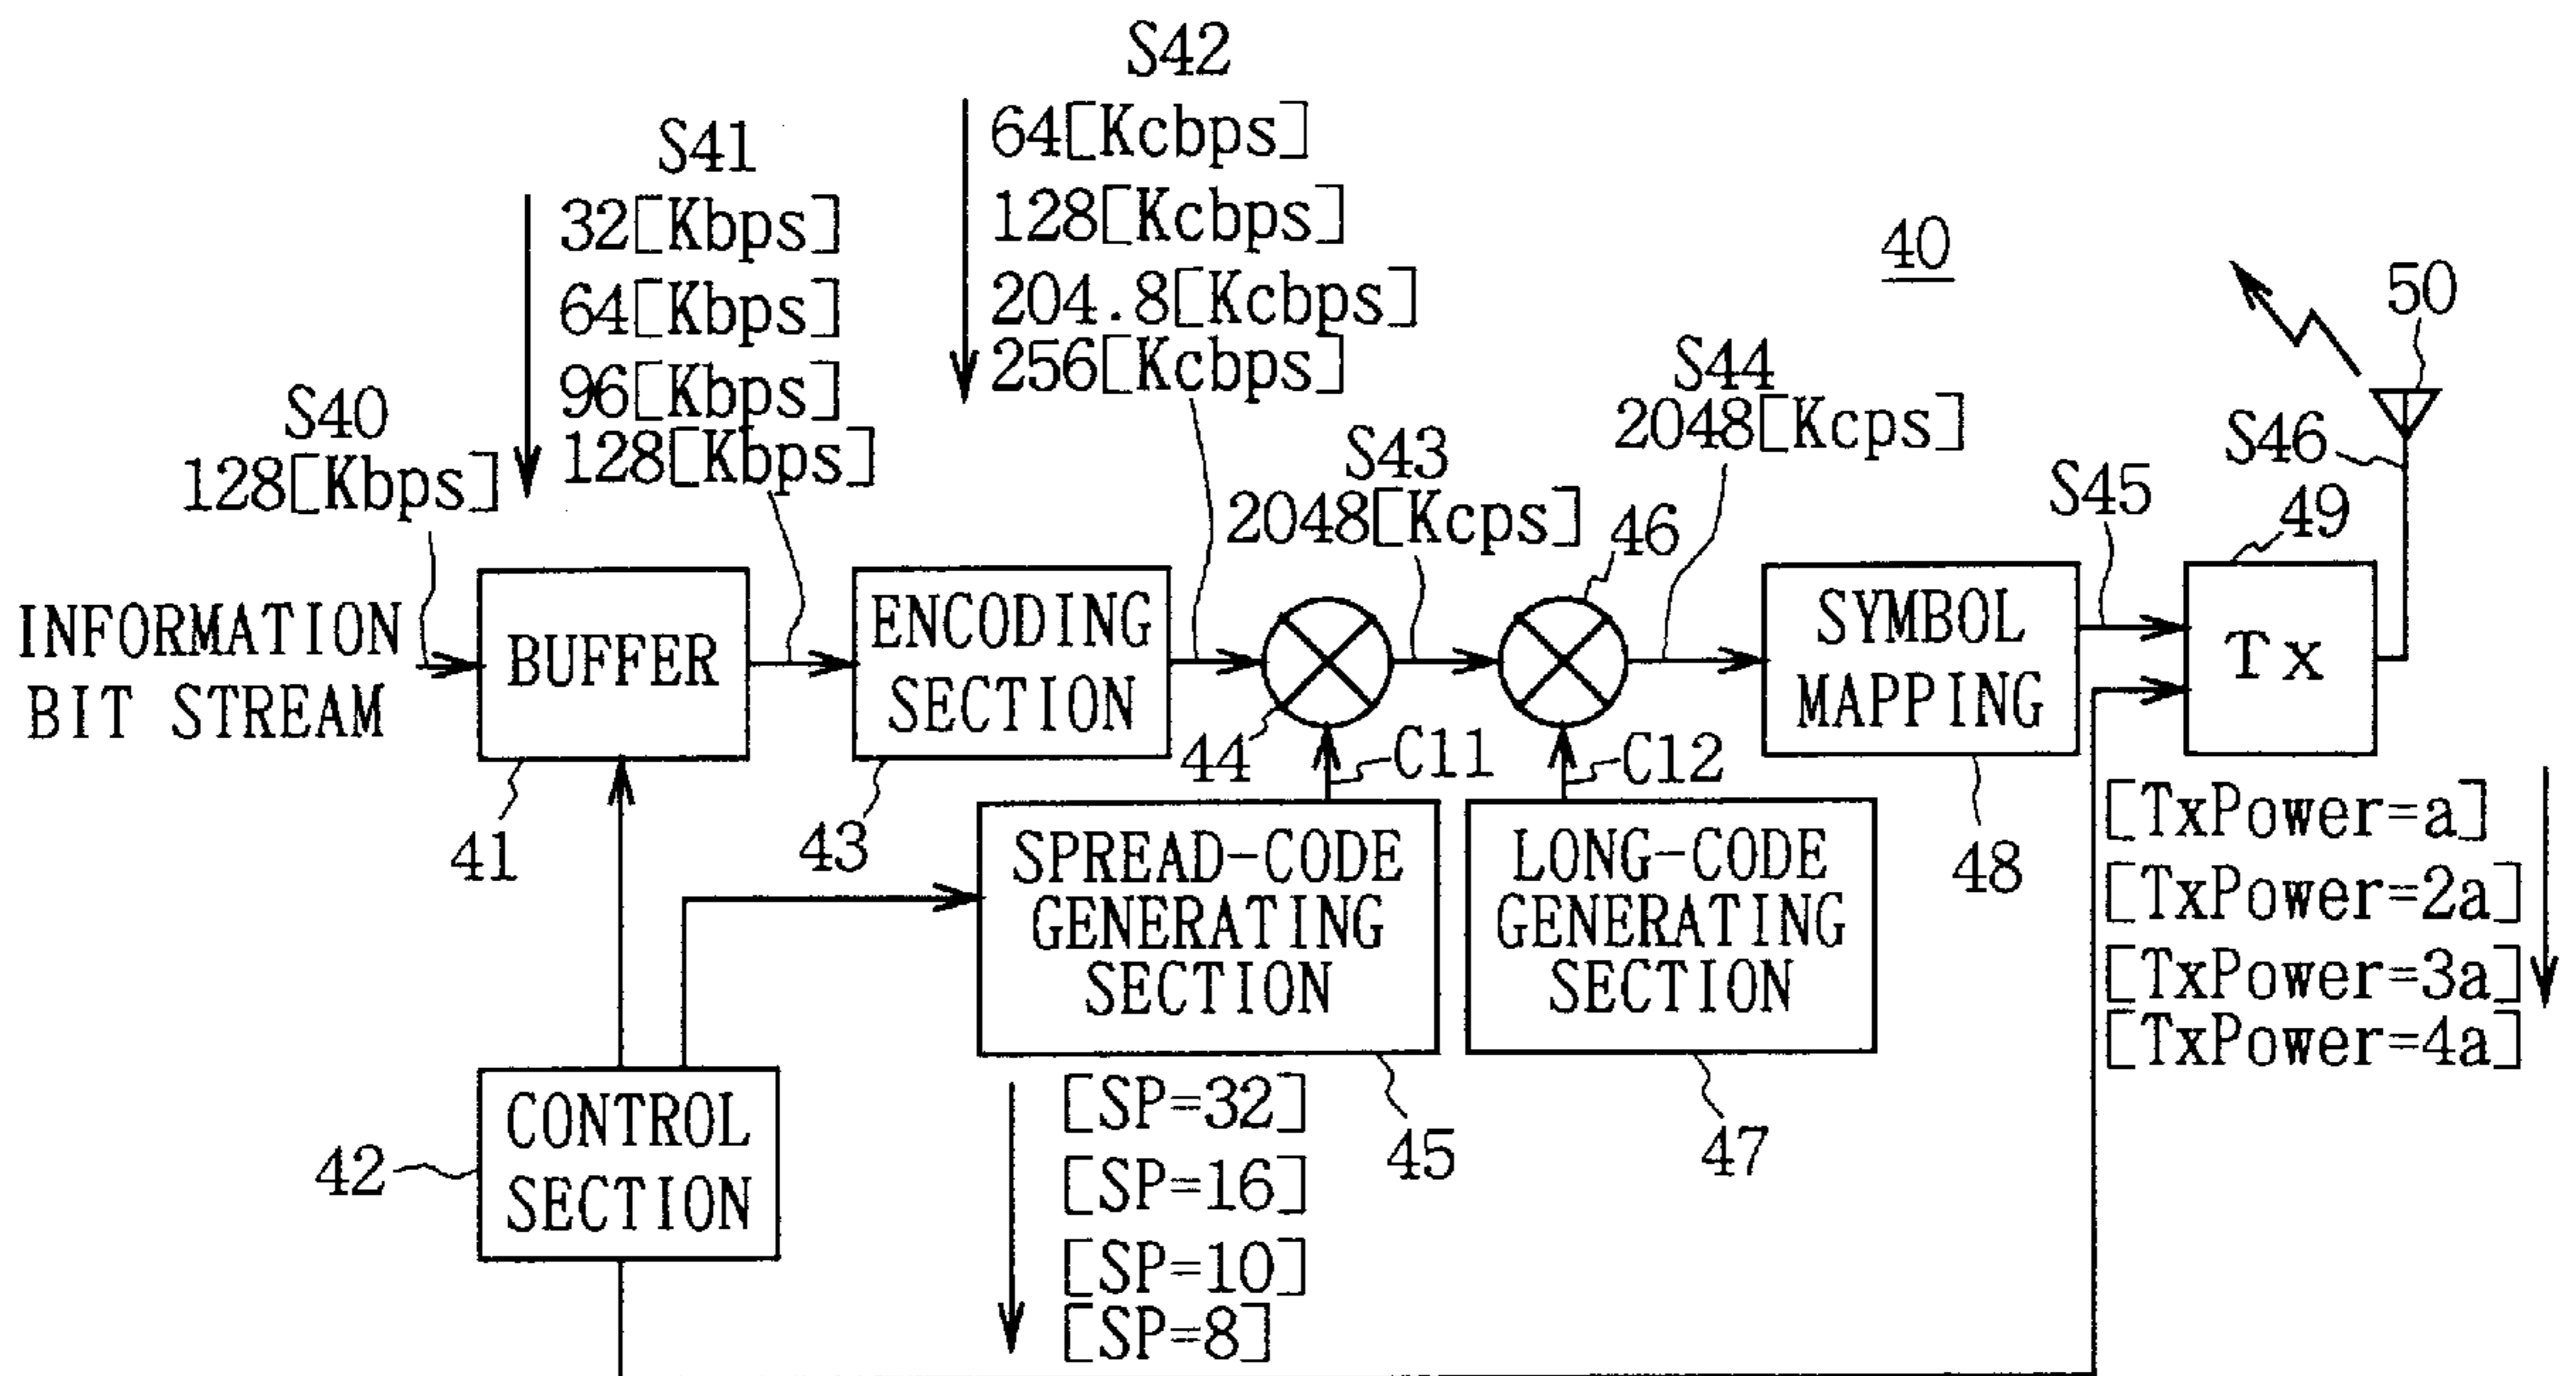 S42
64[Kcbps]
128[Kcbps]
204.8[Kcbps]
256[Kcbps]
S41
32[Kbps]
64[Kbps]
96[Kbps]
128[Kbps]
S40
128[Kbps]
40
50
S44
2048[Kcps]
S43
2048[Kcps]
S46
S45
49
46
INFORMATION
BIT STREAM
BUFFER
ENCODING
SECTION
SYMBOL
MAPPING
Tx
41
43
44
C11
C12
48
SPREAD-CODE
GENERATING
SECTION
LONG-CODE
GENERATING
SECTION
[TxPower=a]
[TxPower=2a]
[TxPower=3a]
[TxPower=4a]
CONTROL
SECTION
42
[SP=32]
[SP=16]
[SP=10]
[SP=8]
45
47